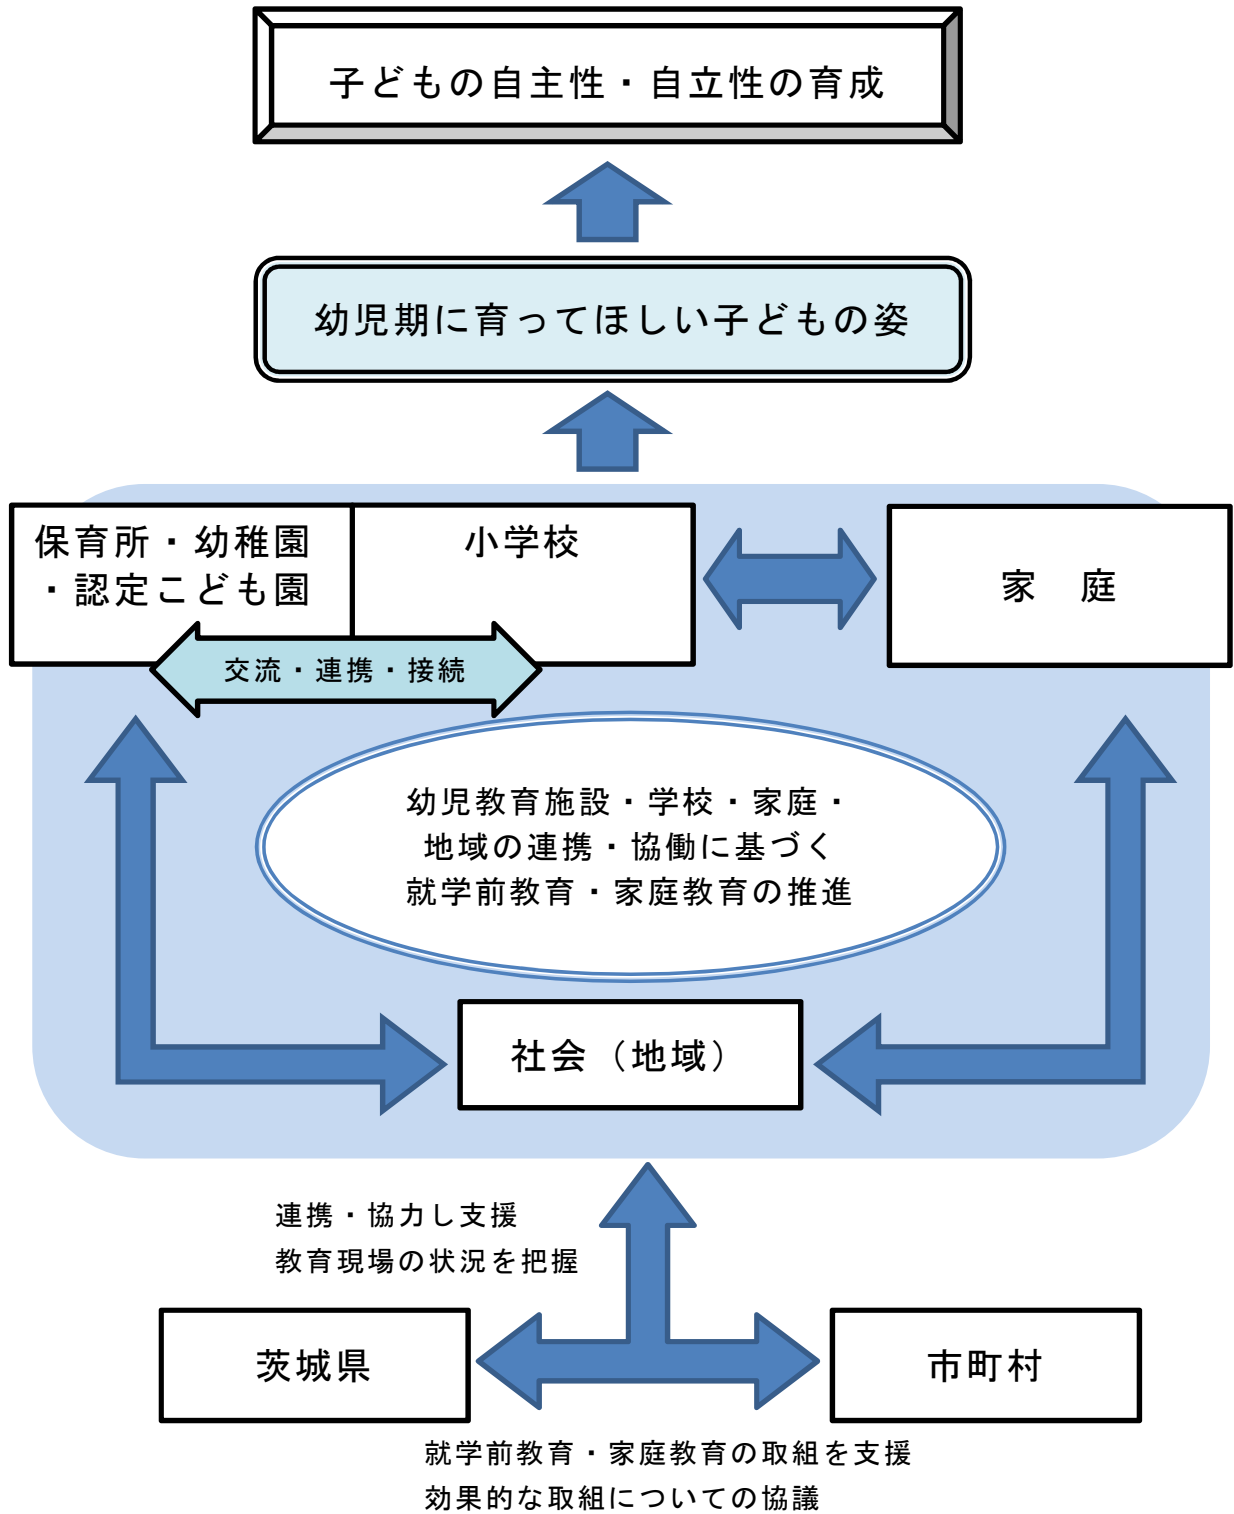 子どもの自主性・自立性の育成
幼児期に育ってほしい子どもの姿
保育所・幼稚園
・認定こども園
小学校
家　庭
交流・連携・接続
幼児教育施設・学校・家庭・
地域の連携・協働に基づく
就学前教育・家庭教育の推進
社会（地域）
連携・協力し支援
教育現場の状況を把握
茨城県
市町村
就学前教育・家庭教育の取組を支援
効果的な取組についての協議